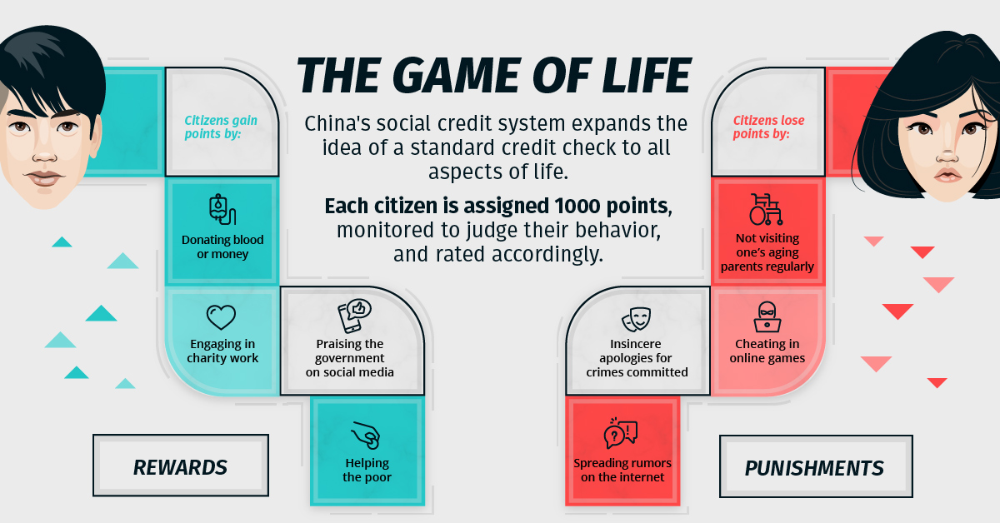 THE GAME OF LIFE
China's social credit system expands the
idea of a standard credit check to all
aspects of life.
Each citizen is assigned 1000 points,
monitored to judge their behavior,
and rated accordingly.
Citizens gain
points by:
Donating blood
or money
Engaging in
charity work
Praising the
government
on social media
Helping
the poor
REWARDS
Citizens lose
points by:
Not visiting
one's aging
parents regularly
Cheating in
online games
Insincere
apologies for
crimes committed
Spreading rumors
on the internet
PUNISHMENTS